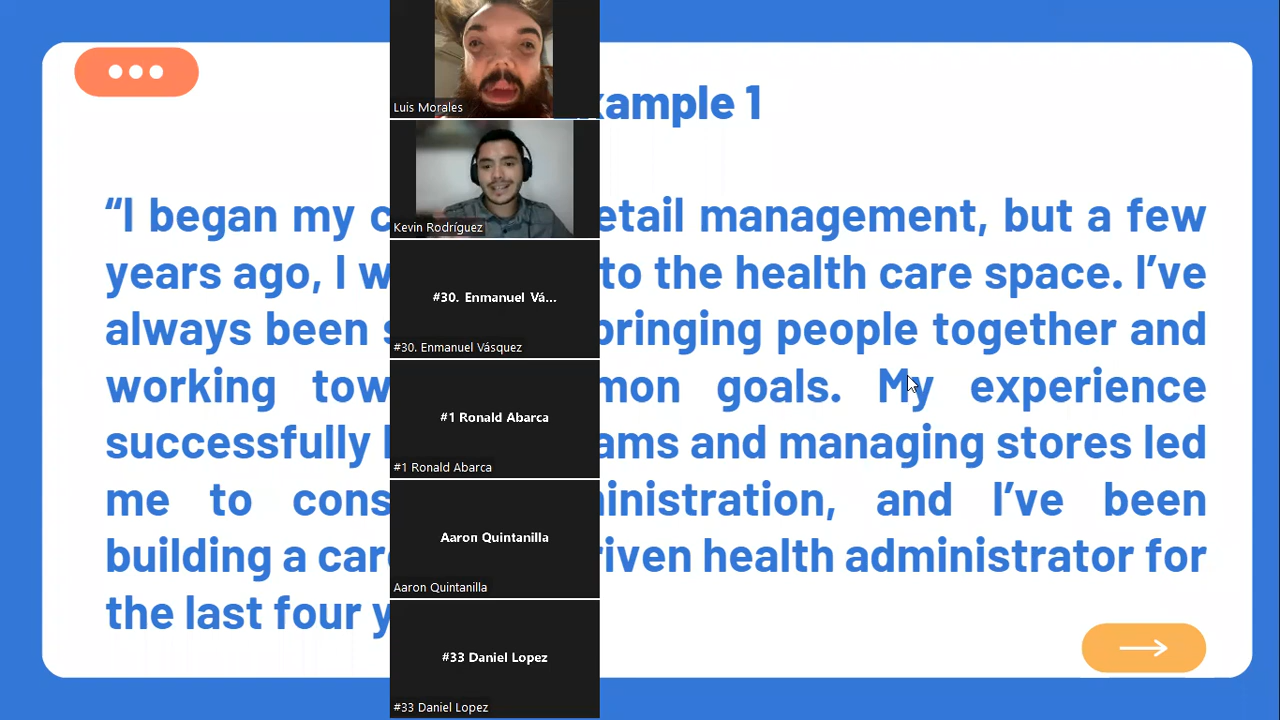 xample 1
“I began my c etail management, but a few
years ago, I w to the health care space. I’ve
always been s bringing people together and
working tow mon goals. My experience
successfully ams and managing stores led
me to cons inistration, and I’ve been
building a car riven health administrator for
the last four y
Luis Morales
Kevin Rodríguez
#30. Enmanuel Vá...
#30. Enmanuel Vásquez
#1 Ronald Abarca
#1 Ronald Abarca
Aaron Quintanilla
Aaron Quintanilla
#33 Daniel Lopez
#33 Daniel Lopez